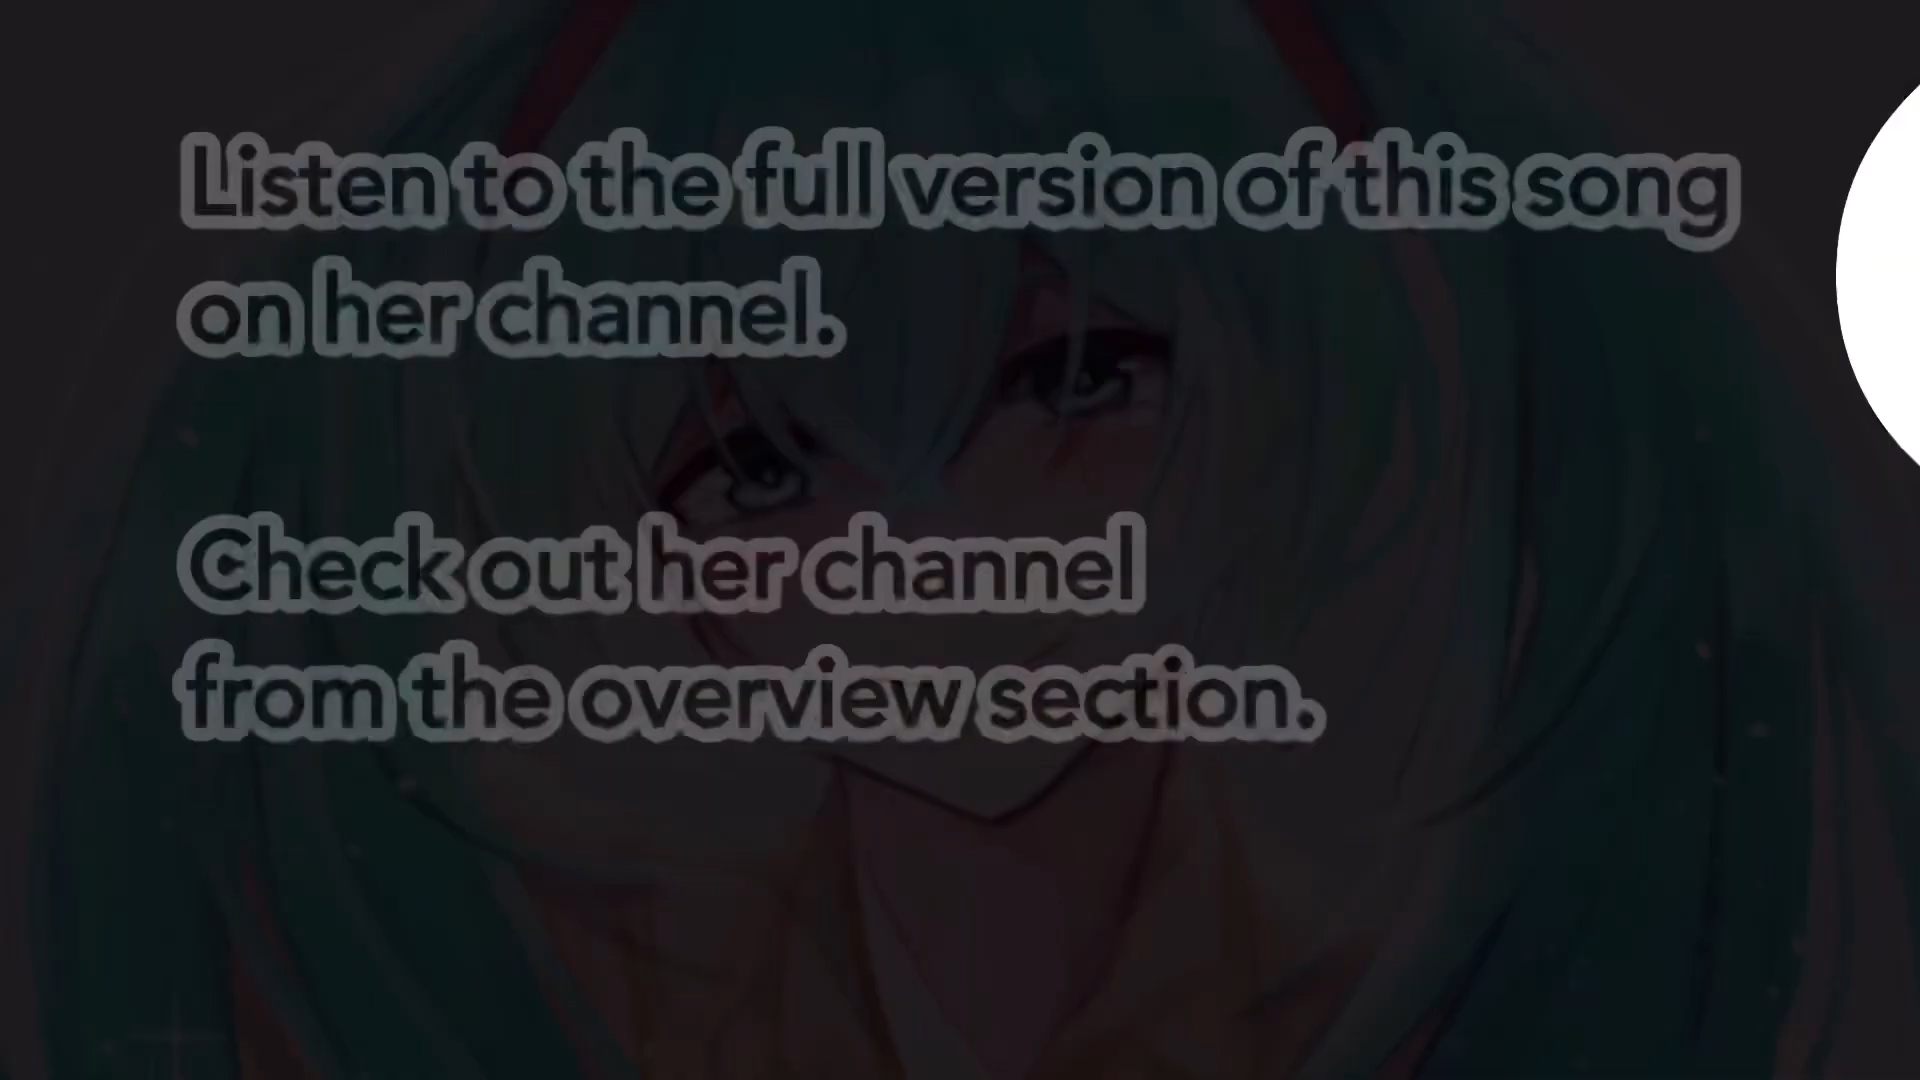 Listen to the full version of this song
on her channel.
Check out her channel
from the overview section.